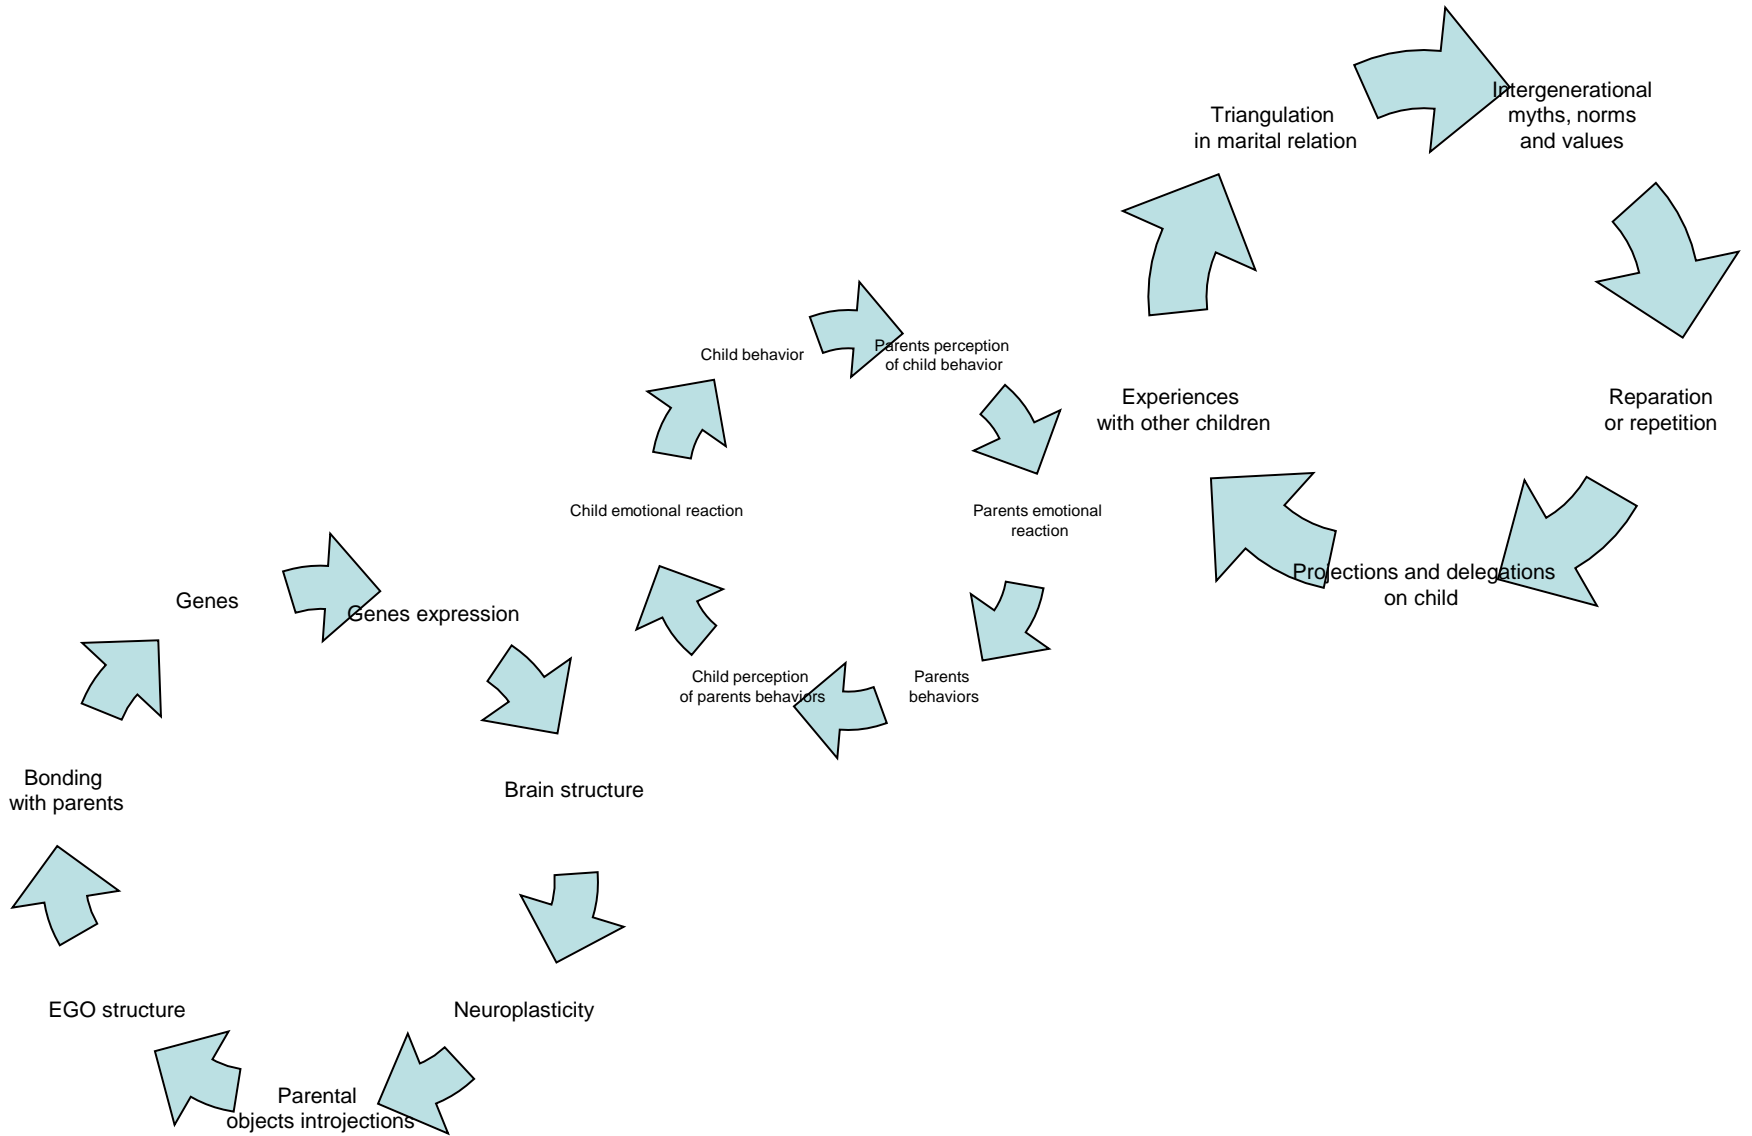 Triangulation
in marital relation
Intergenerational
myths, norms
and values
Reparation
or repetition
Projections and delegations
on child
Experiences
with other children
Child behavior
Parents perception
of child behavior
Parents emotional
reaction
Parents
behaviors
Child perception
of parents behaviors
Child emotional reaction
Genes
Genes expression
Brain structure
Neuroplasticity
Parental
objects introjections
EGO structure
Bonding
with parents